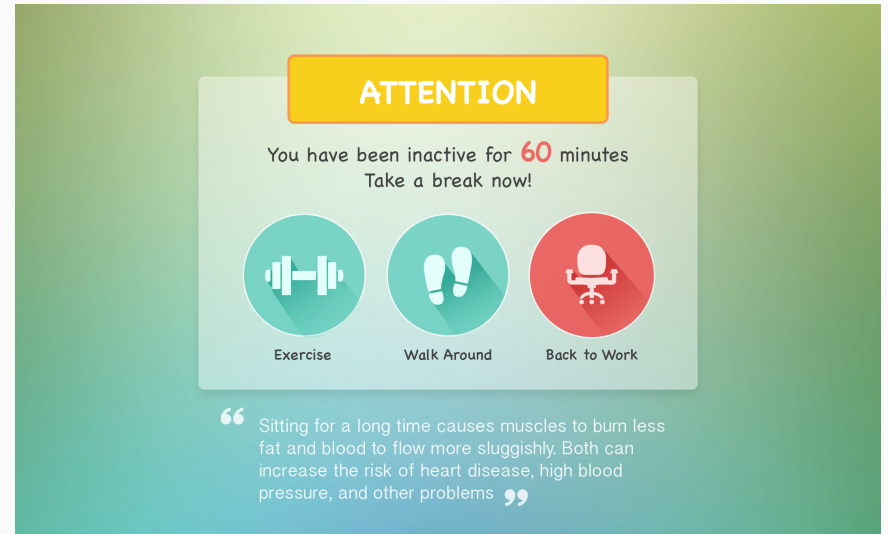 ATTENTION
You have been inactive for 60 minutes
Take a break now!
Exercise
Walk Around
Back to Work
“ Sitting for a long time causes muscles to burn less
fat and blood to flow more sluggishly. Both can
increase the risk of heart disease, high blood
pressure, and other problems ”